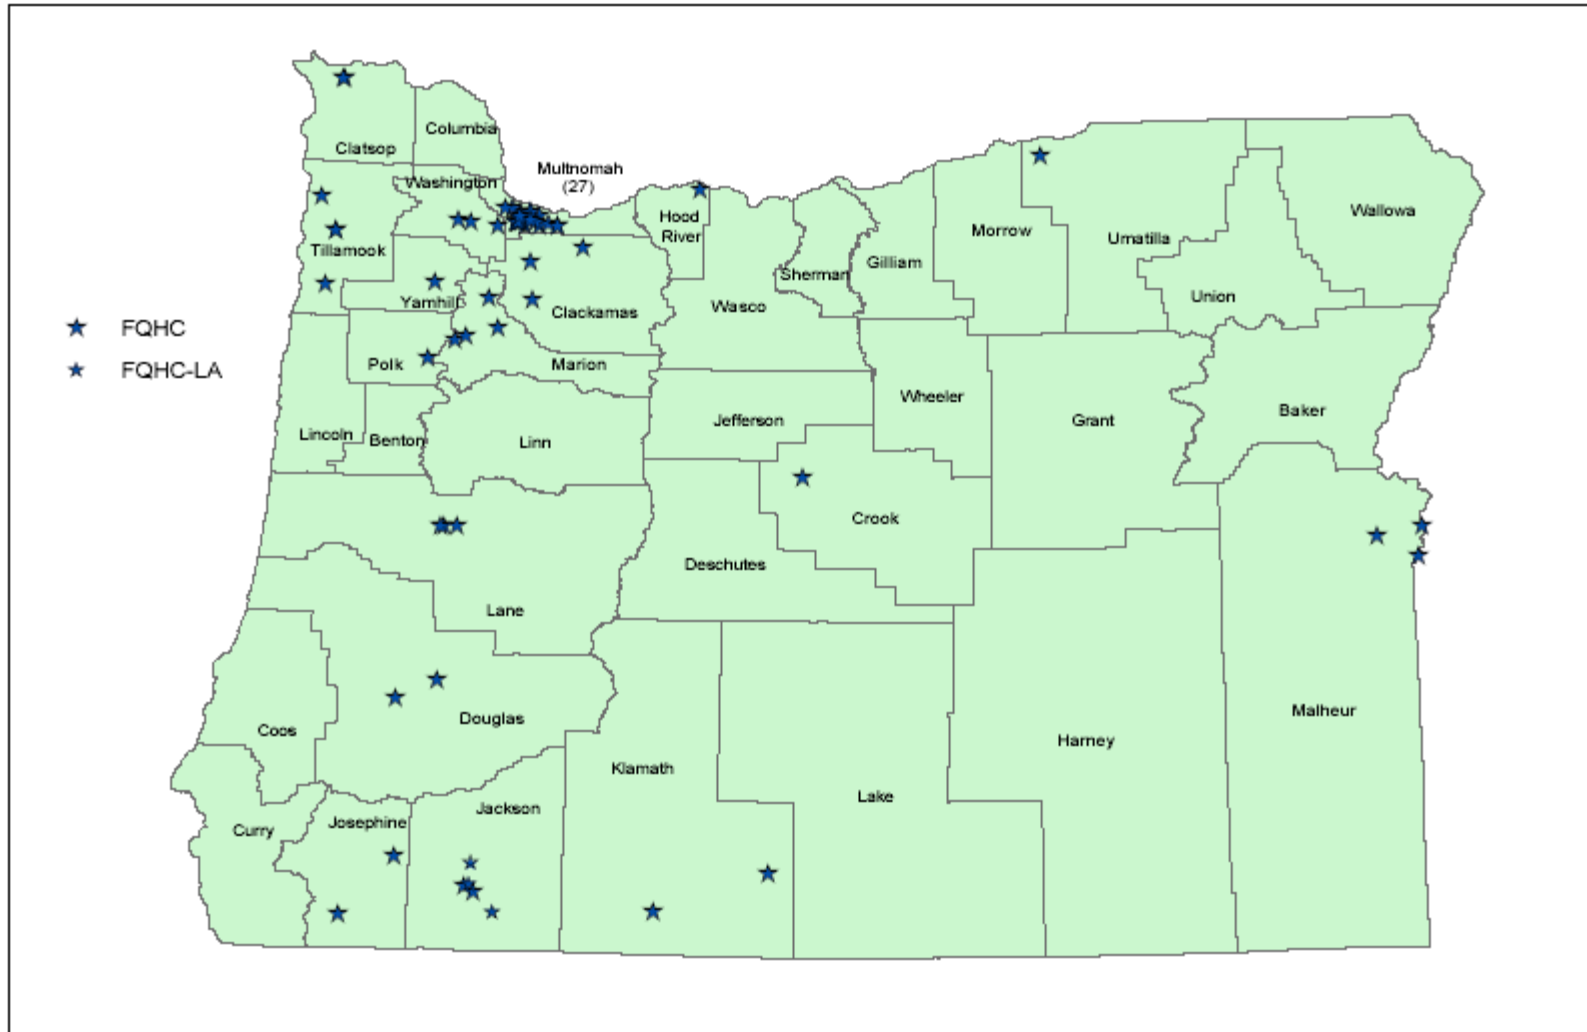 Columbia
Clatsop
Multnomah
(27)
Washington
Hood
River
Wallowa
Morrow
Umatilla
Tillamook
Gilliam
Sherman
Union
Yamhill
Wasco
Clackamas
FQHC
Polk
Marion
FQHC-LA
Wheeler
Baker
Jefferson
Grant
Lincoln
Benton
Linn
Crook
Deschutes
Lane
Malheur
Douglas
Coos
Harney
Klamath
Lake
Jackson
Josephine
Curry